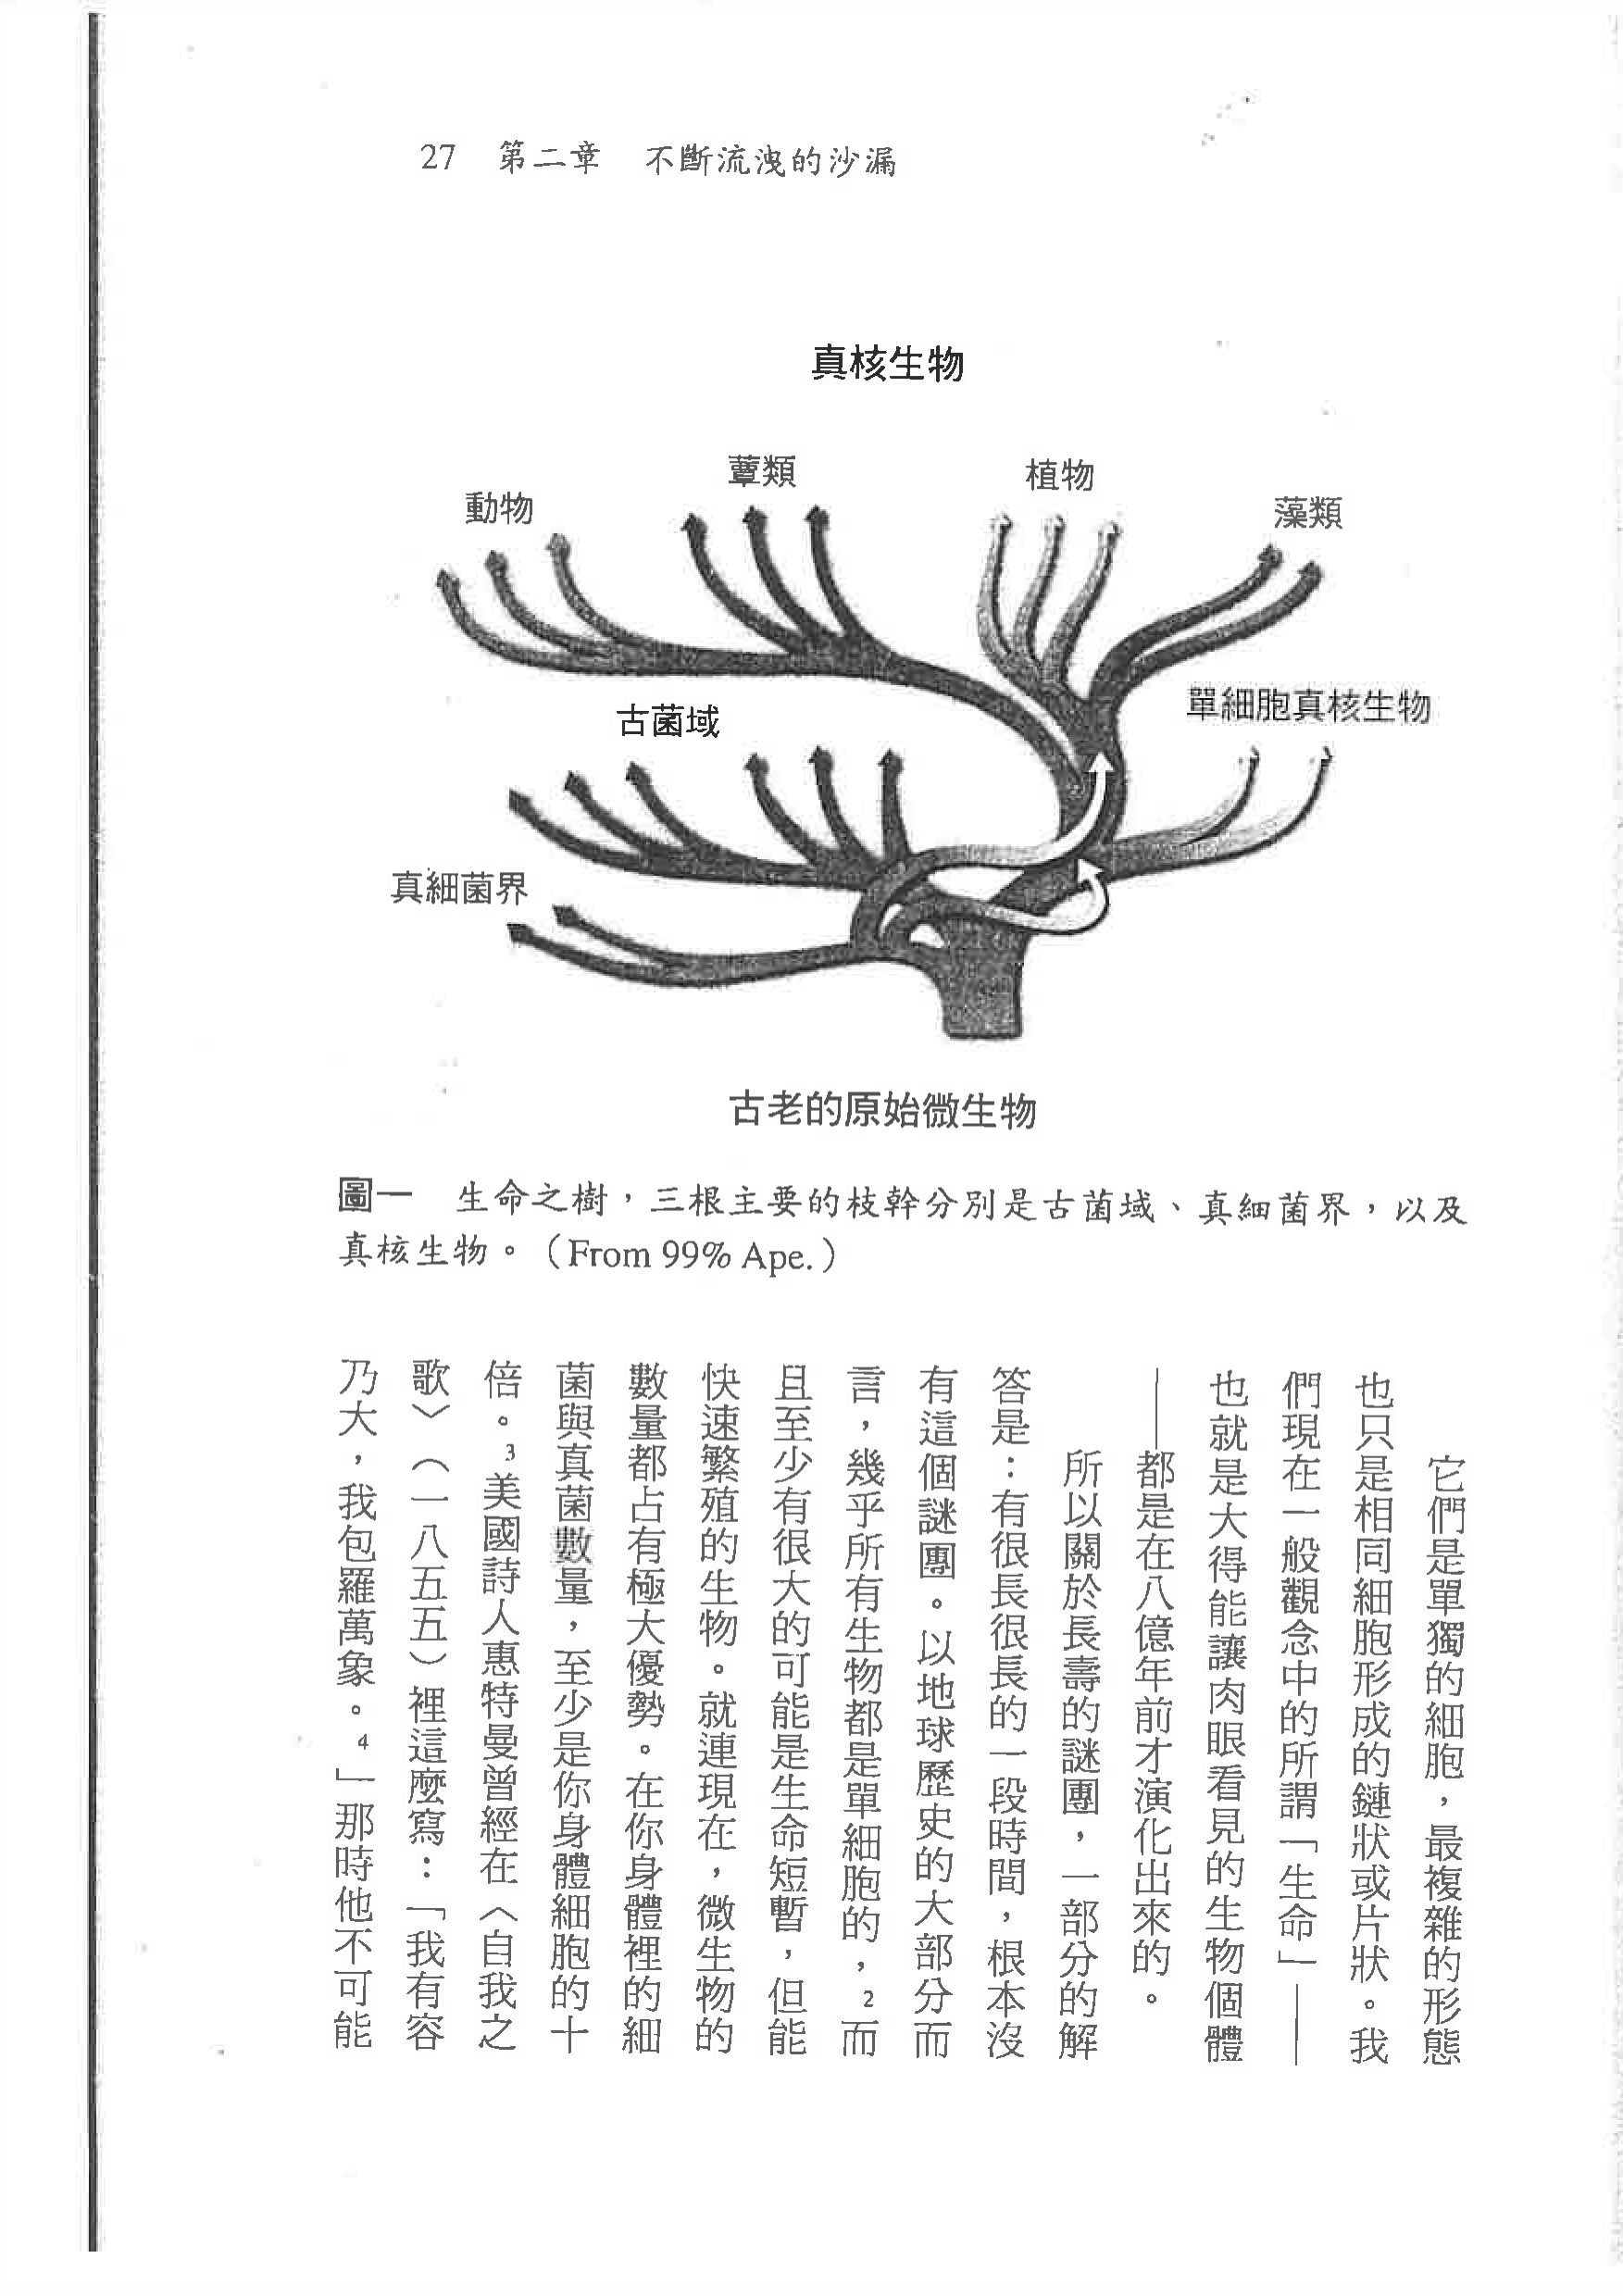 27 第二章 不斷流洩的沙漏
真核生物
蕈類
植物
動物
藻類
單細胞真核生物
古菌域
真細菌界
古老的原始微生物
圖一 生命之樹，三根主要的枝幹分別是古菌域、真細菌界，以及
真核生物。（From 99% Ape.）
它們是單獨的細胞，最複雜的形態
也只是相同細胞形成的鏈狀或片狀。我
們現在一般觀念中的所謂「生命」——
也就是大得能讓肉眼看見的生物個體
——都是在八億年前才演化出來的。
所以關於長壽的謎團，一部分的解
答是：有很長很長的一段時間，根本沒
有這個謎團。以地球歷史的大部分而
言，幾乎所有生物都是單細胞的，2而
且至少有很大的可能是生命短暫，但能
快速繁殖的生物。就連現在，微生物的
數量都占有極大優勢。在你身體裡的細
菌與真菌數量，至少是你身體細胞的十
倍。3美國詩人惠特曼曾經在〈自我之
歌〉（一八五五）裡這麼寫：「我有容
乃大，我包羅萬象。4」那時他不可能